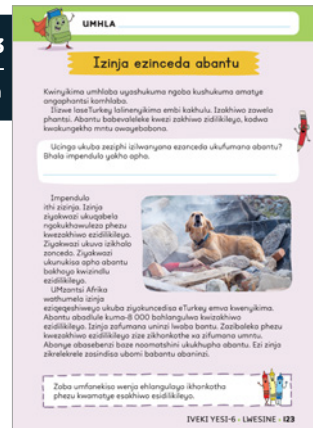 UMHLA
Izinja ezinceda abantu
Kwinyikima umhlaba uyashukuma ngoba kushukuma amatye
angaphantsi komhlaba.
Ilizwe laseTurkey lalinenyikima embi kakhulu. Izakhiwo zawela
phantsi. Abantu babevaleleke kwezi zakhiwo zidilikileyo, kodwa
kwakungekho mntu owayebabona.
Ucinga ukuba zeziphi izilwanyana ezanceda ukufumana abantu?
Bhala impendulo yakho apha.
Impendulo
ithi zizinja. Izinja
ziyakwazi ukuqabela
ngokukhawuleza phezu
kwezakhiwo ezidilikileyo.
Ziyakwazi ukuva izikhalo
zoncedo. Ziyakwazi
ukunukisa apho abantu
bakhoyo kwizindlu
ezidilikileyo.
UMzantsi Afrika
wathumela izinja
eziqeqeshiweyo ukuba ziyokuncedisa eTurkey emva kwenyikima.
Abantu abadlule kuma-8 000 bahlangulwa kwizakhiwo
ezidilikileyo. Izinja zafumana uninzi lwaba bantu. Zazibaleka phezu
kwezakhiwo ezidilikileyo zize zikhonkothe xa zifumana umntu.
Abanye abasebenzi baze noomatshini ukukhupha abantu. Ezi zinja
zikrelekrele zasindisa ubomi babantu abaninzi.
Zoba umfanekiso wenja ehlangulayo ikhonkotha
phezu kwamatye esakhiwo esidilikileyo.
IVEKI YESI-6 • LWESINE • 123